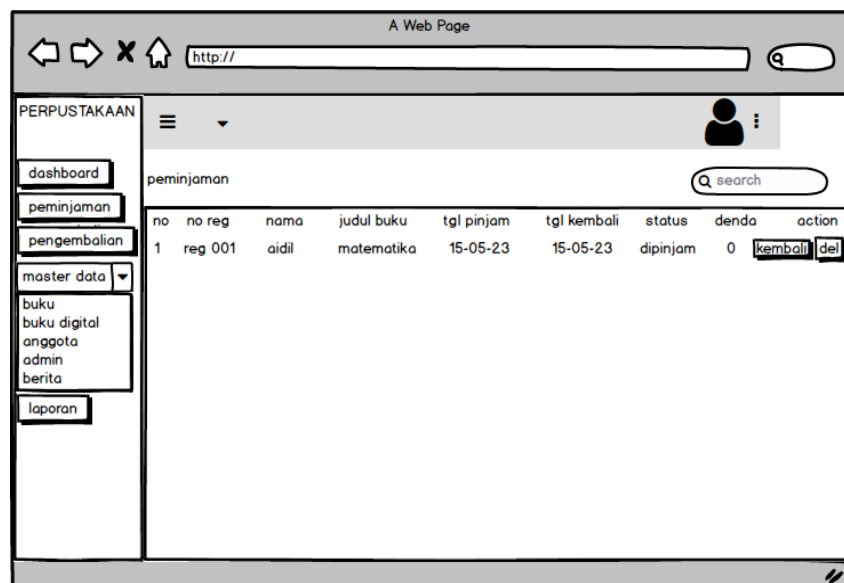 A Web Page
http://
PERPUSTAKAAN
dashboard
peminjaman
pengembalian
master data
buku
buku digital
anggota
admin
berita
laporan
peminjaman
search
no no reg nama judul buku tgl pinjam tgl kembali status denda action
1 reg 001 aidil matematika 15-05-23 15-05-23 dipinjam 0 kembali del